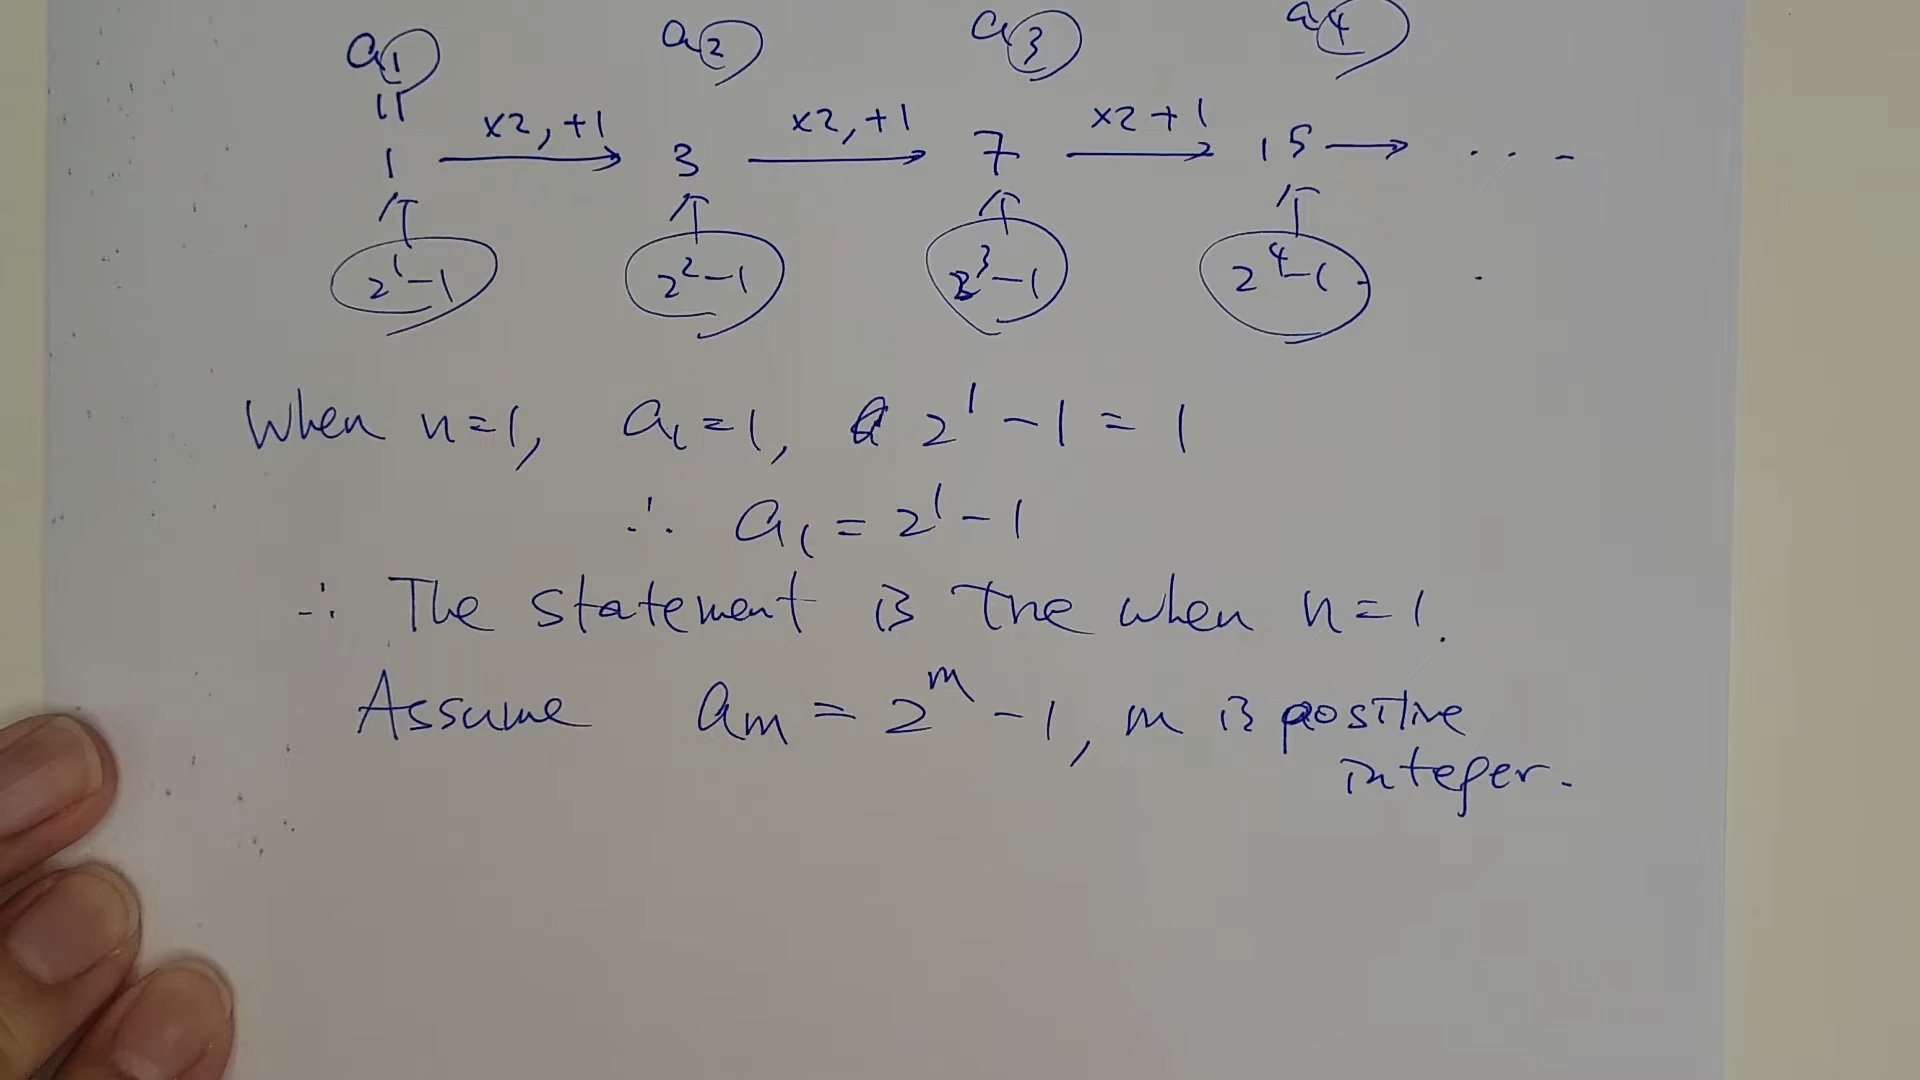 a1 a2 a3 a4
||
1 ×2, +1 → 3 ×2, +1 → 7 ×2 +1 → 15 → ...
↑ ↑ ↑ ↑
2¹-1 2²-1 2³-1 2⁴-1 .
When n=1, a1=1, 2¹-1=1
∴ a1=2¹-1
∴ The statement is true when n=1.
Assume am=2ᵐ-1, m is positive
integer.